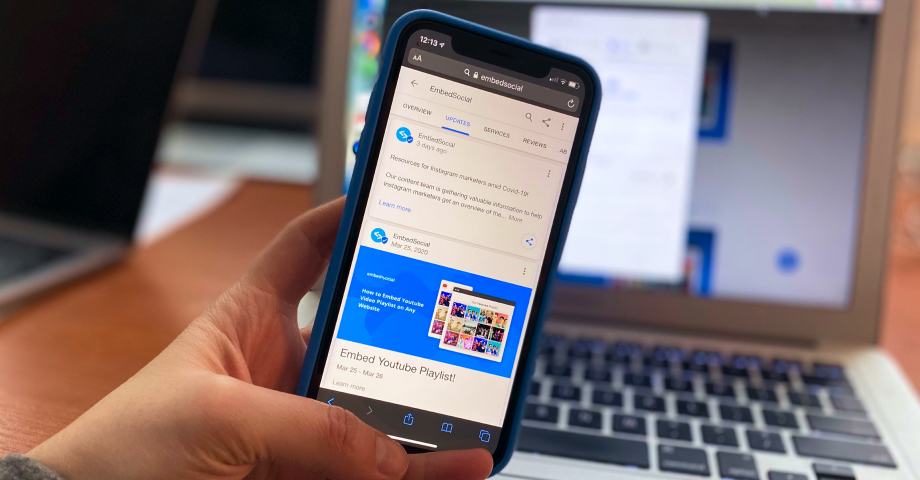 12:13
AA embedsocial
EmbedSocial
OVERVIEW UPDATES SERVICES REVIEWS AB
EmbedSocial
3 days ago
Resources for Instagram marketers amid Covid-19!
Our content team is gathering valuable information to help
Instagram marketers get an overview of the... More
Learn more
EmbedSocial
Mar 25, 2020
embedsocial
How to Embed Youtube
Video Playlist on Any
Website
Embed Youtube Playlist!
Mar 25 - Mar 26
Learn more